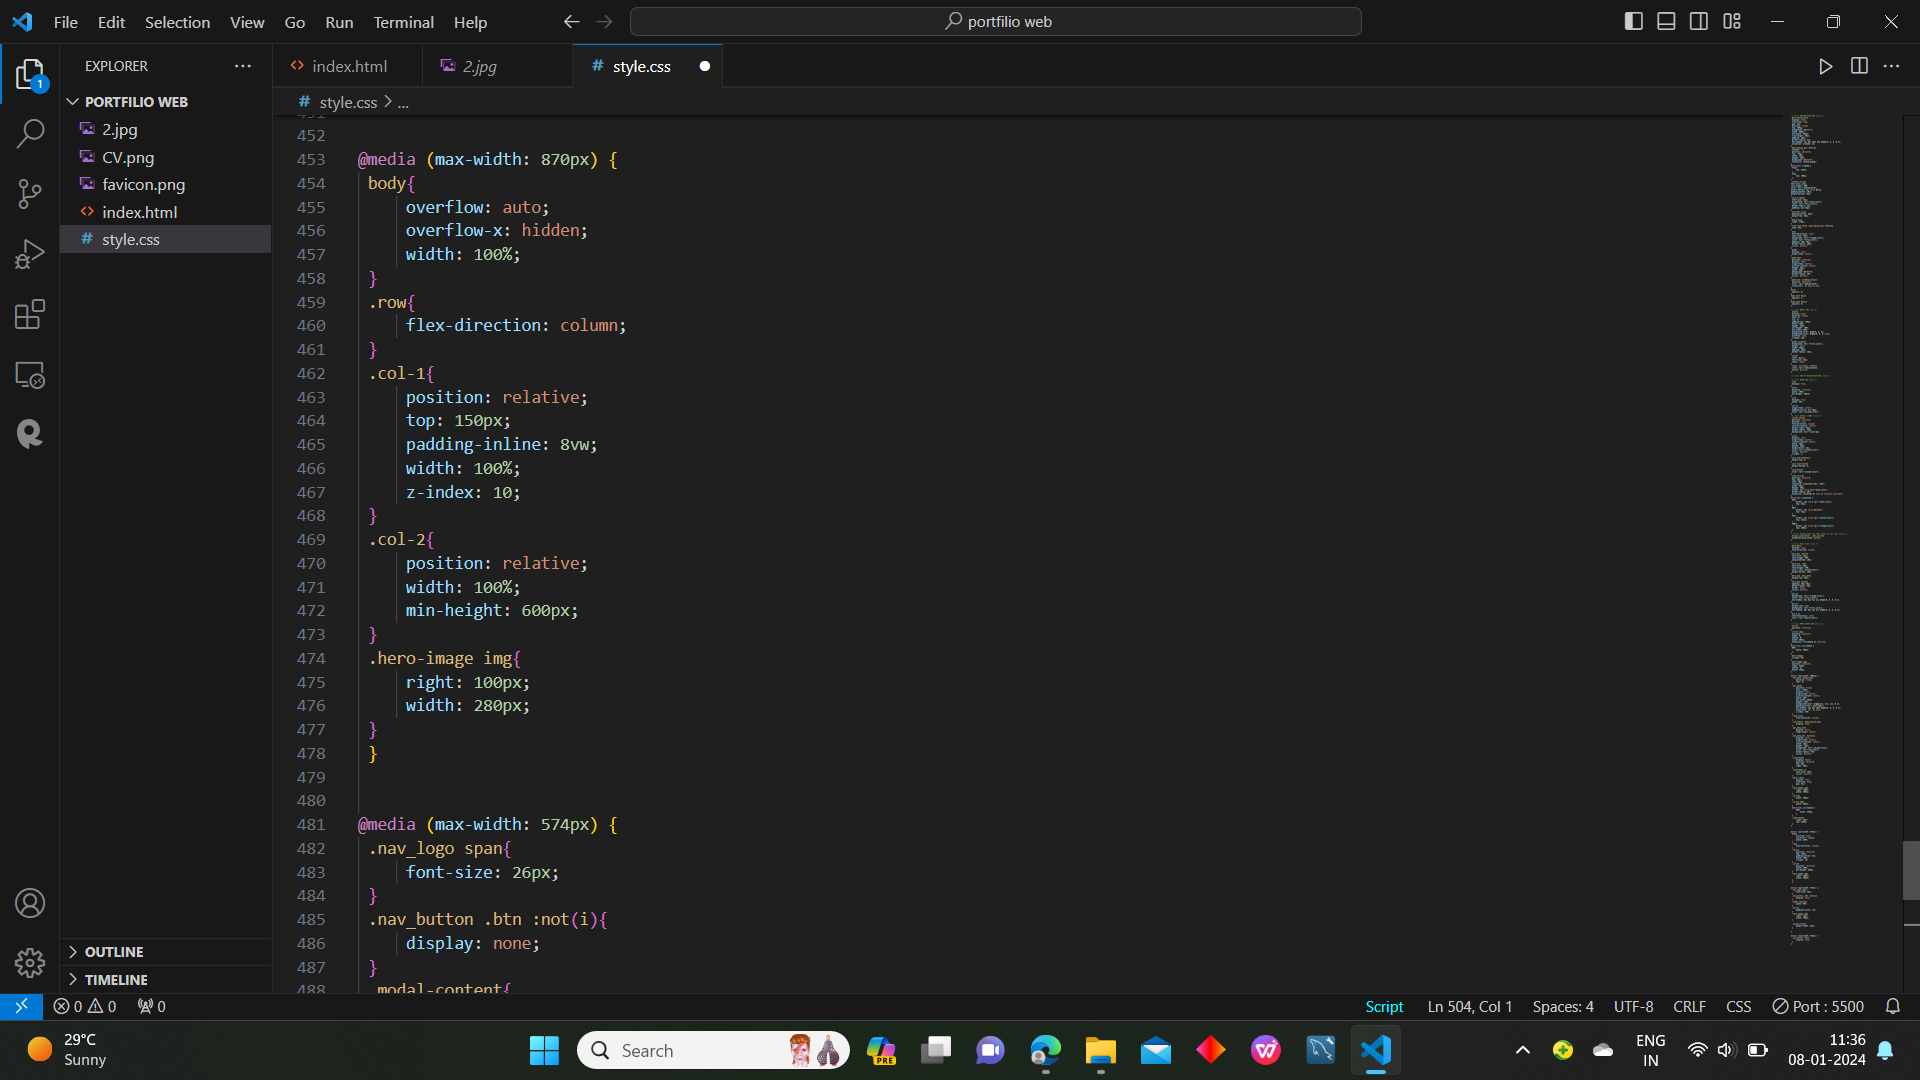 File Edit Selection View Go Run Terminal Help
portfilio web
EXPLORER
PORTFILIO WEB
2.jpg
CV.png
favicon.png
index.html
style.css
OUTLINE
TIMELINE
1
index.html
2.jpg
style.css
style.css > ...
451
452
453 @media (max-width: 870px) {
454 body{
455 overflow: auto;
456 overflow-x: hidden;
457 width: 100%;
458 }
459 .row{
460 flex-direction: column;
461 }
462 .col-1{
463 position: relative;
464 top: 150px;
465 padding-inline: 8vw;
466 width: 100%;
467 z-index: 10;
468 }
469 .col-2{
470 position: relative;
471 width: 100%;
472 min-height: 600px;
473 }
474 .hero-image img{
475 right: 100px;
476 width: 280px;
477 }
478 }
479
480
481 @media (max-width: 574px) {
482 .nav_logo span{
483 font-size: 26px;
484 }
485 .nav_button .btn :not(i){
486 display: none;
487 }
488 .modal-content{
0 0 0
Script Ln 504, Col 1 Spaces: 4 UTF-8 CRLF CSS Port : 5500
29°C
Sunny
Search
PRE
ENG
IN
11:36
08-01-2024